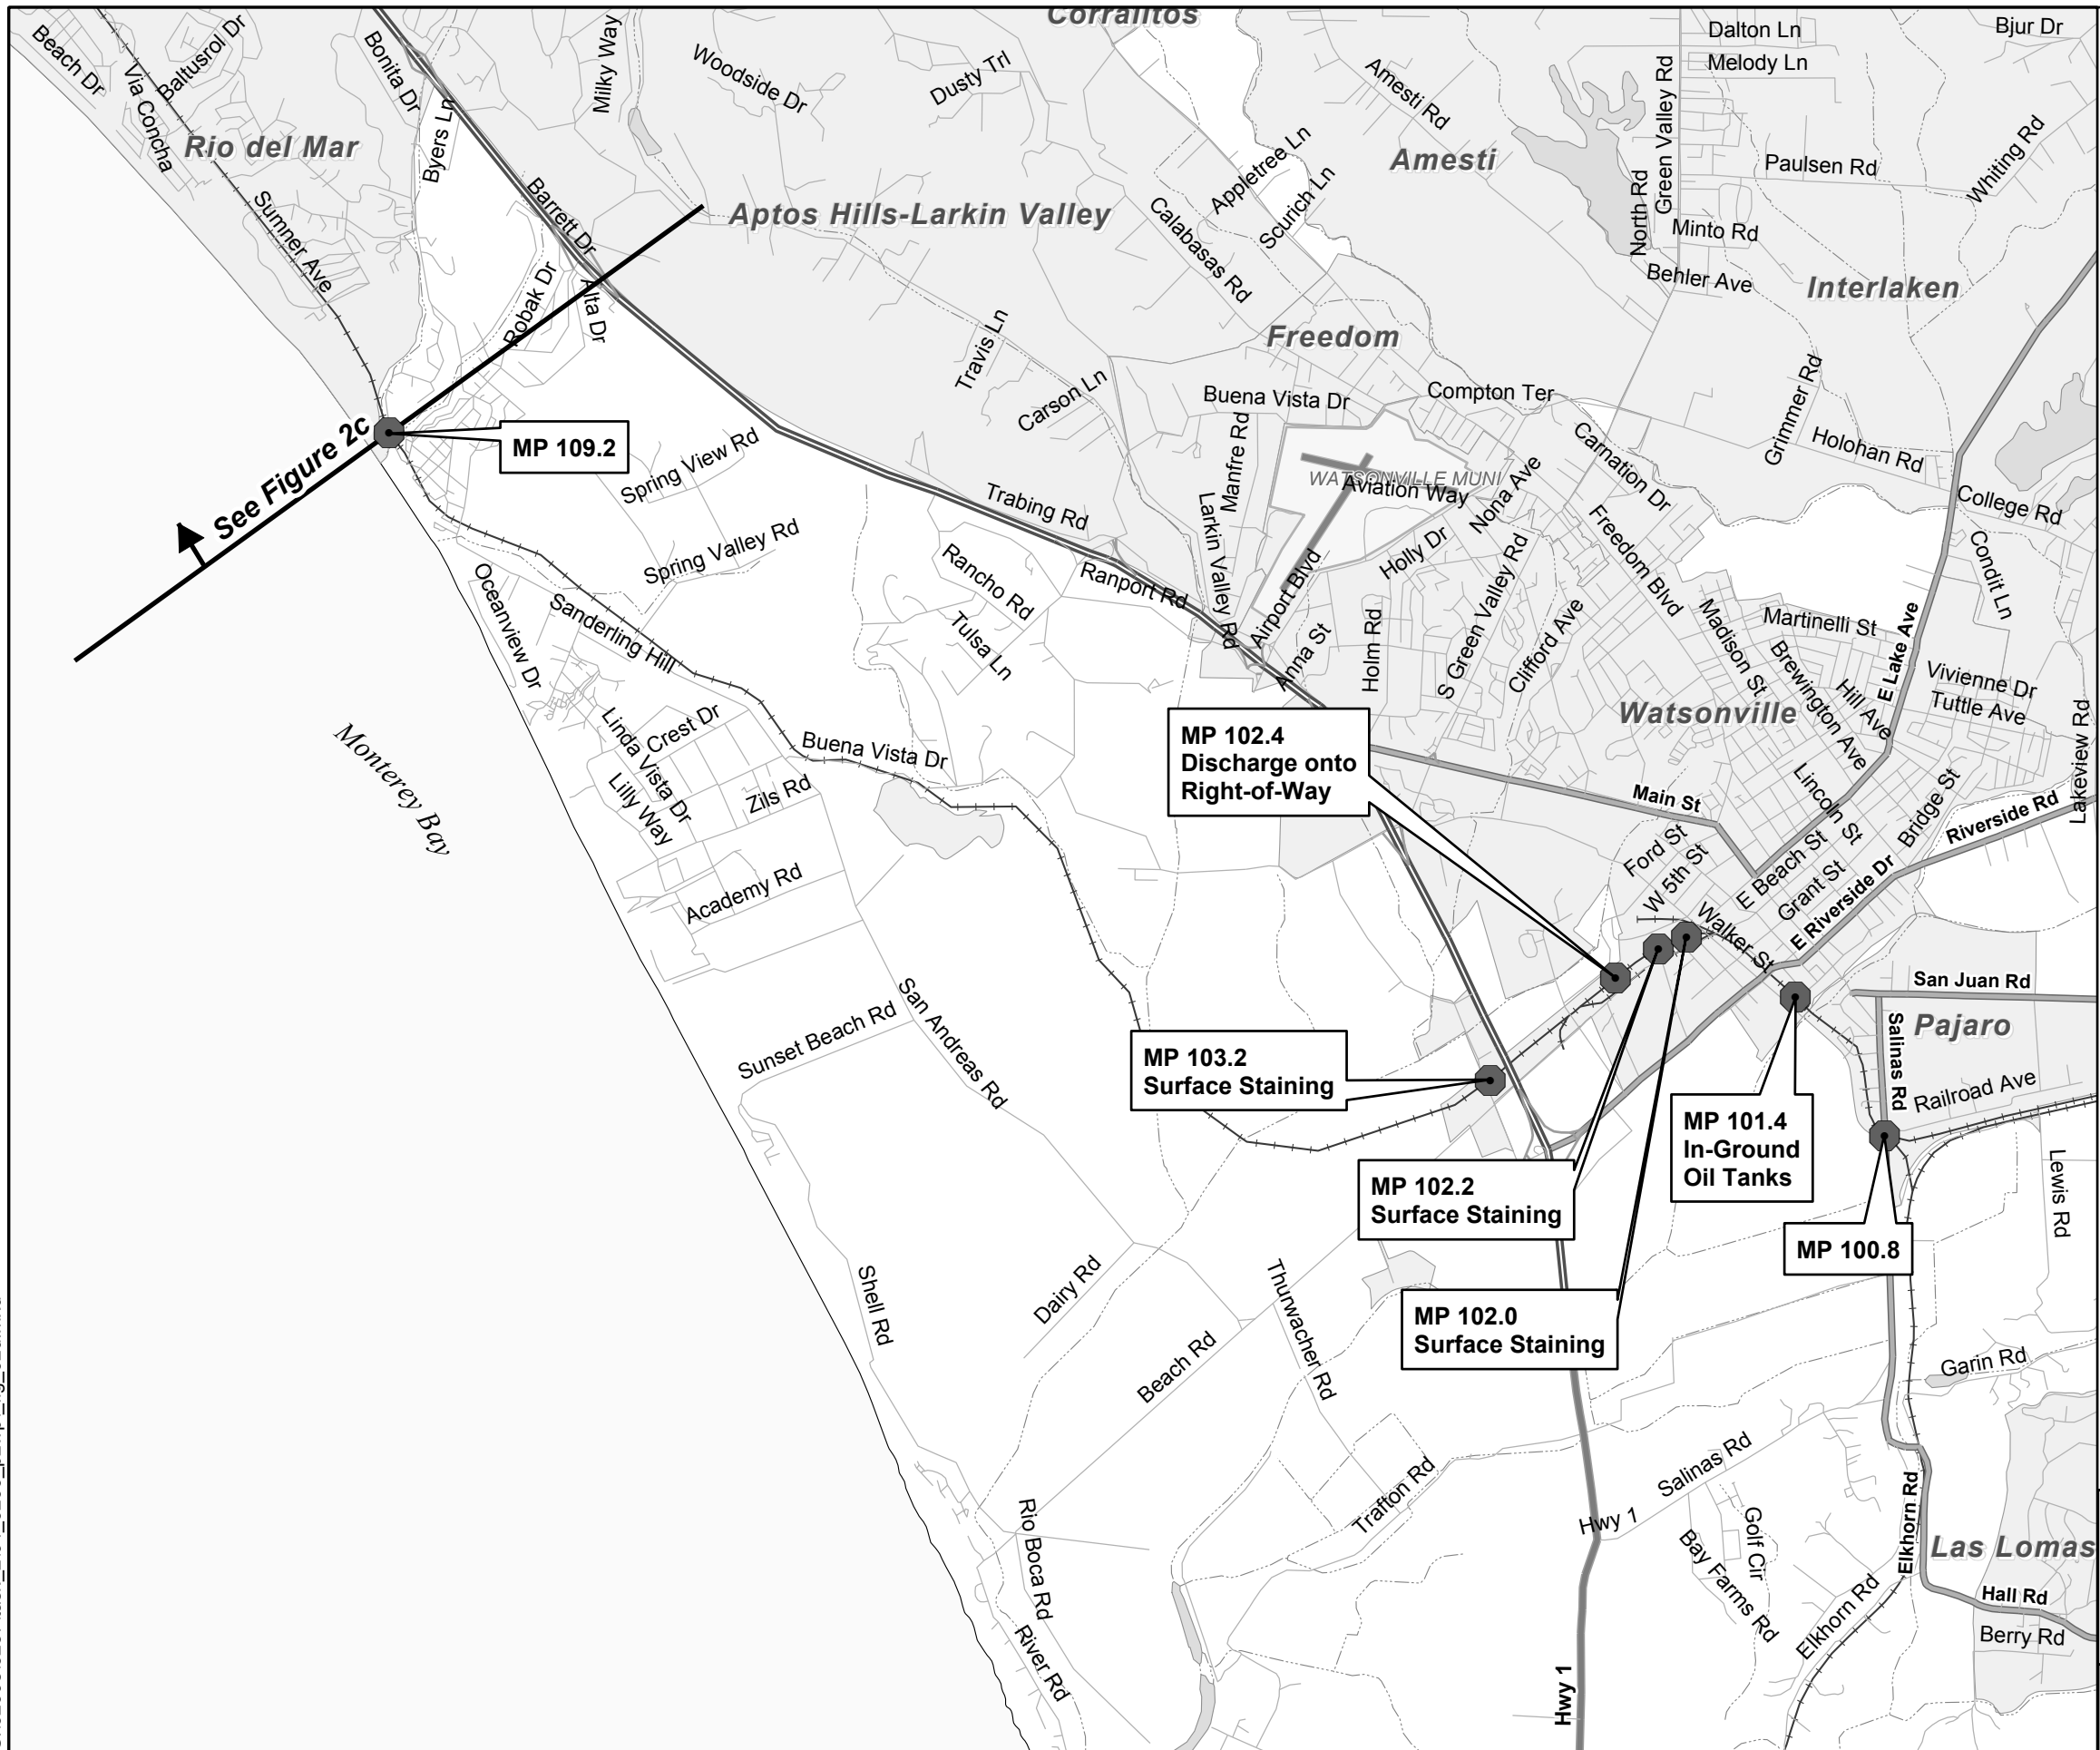 Corralitos
Dalton Ln
Bjur Dr
Beach Dr
Via Concha
Baltusrol Dr
Bonita Dr
Milky Way
Woodside Dr
Dusty Trl
Amesti Rd
Melody Ln
Green Valley Rd
Rio del Mar
Byers Ln
Appletree Ln
Amesti
Paulsen Rd
Whiting Rd
Sumner Ave
Barrett Dr
Aptos Hills-Larkin Valley
Calabasas Rd
Scurich Ln
North Rd
Minto Rd
Behler Ave
Interlaken
Robak Dr
Alta Dr
Freedom
Travis Ln
Carson Ln
Buena Vista Dr
Compton Ter
Grimmer Rd
See Figure 2c
MP 109.2
Spring View Rd
Manfre Rd
WATSONVILLE MUNI
Aviation Way
Nona Ave
Carnation Dr
Holohan Rd
College Rd
Trabing Rd
Larkin Valley Rd
Freedom Blvd
Spring Valley Rd
Rancho Rd
Ranport Rd
Airport Blvd
Holly Dr
S Green Valley Rd
Condit Ln
Oceanview Dr
Sanderling Hill
Tulsa Ln
Anna St
Holm Rd
Clifford Ave
Madison St
Martinelli St
E Lake Ave
Brewington Ave
Hill Ave
Vivienne Dr
Tuttle Ave
Watsonville
Lakeview Rd
Monterey Bay
Linda Vista Dr
Crest Dr
Lilly Way
Zils Rd
Buena Vista Dr
MP 102.4
Discharge onto
Right-of-Way
Main St
Lincoln St
Bridge St
Riverside Rd
Ford St
W 5th St
E Beach St
Grant St
E Riverside Dr
Walker St
Academy Rd
San Juan Rd
Pajaro
Salinas Rd
Railroad Ave
San Andreas Rd
Sunset Beach Rd
MP 103.2
Surface Staining
MP 101.4
In-Ground
Oil Tanks
MP 102.2
Surface Staining
MP 100.8
Lewis Rd
MP 102.0
Surface Staining
Shell Rd
Dairy Rd
Beach Rd
Thurwacher Rd
Garin Rd
Trafton Rd
Salinas Rd
Hwy 1
Golf Cir
Bay Farms Rd
Elkhorn Rd
Las Lomas
Hall Rd
Berry Rd
Elkhorn Rd
Rio Boca Rd
River Rd
Hwy 1